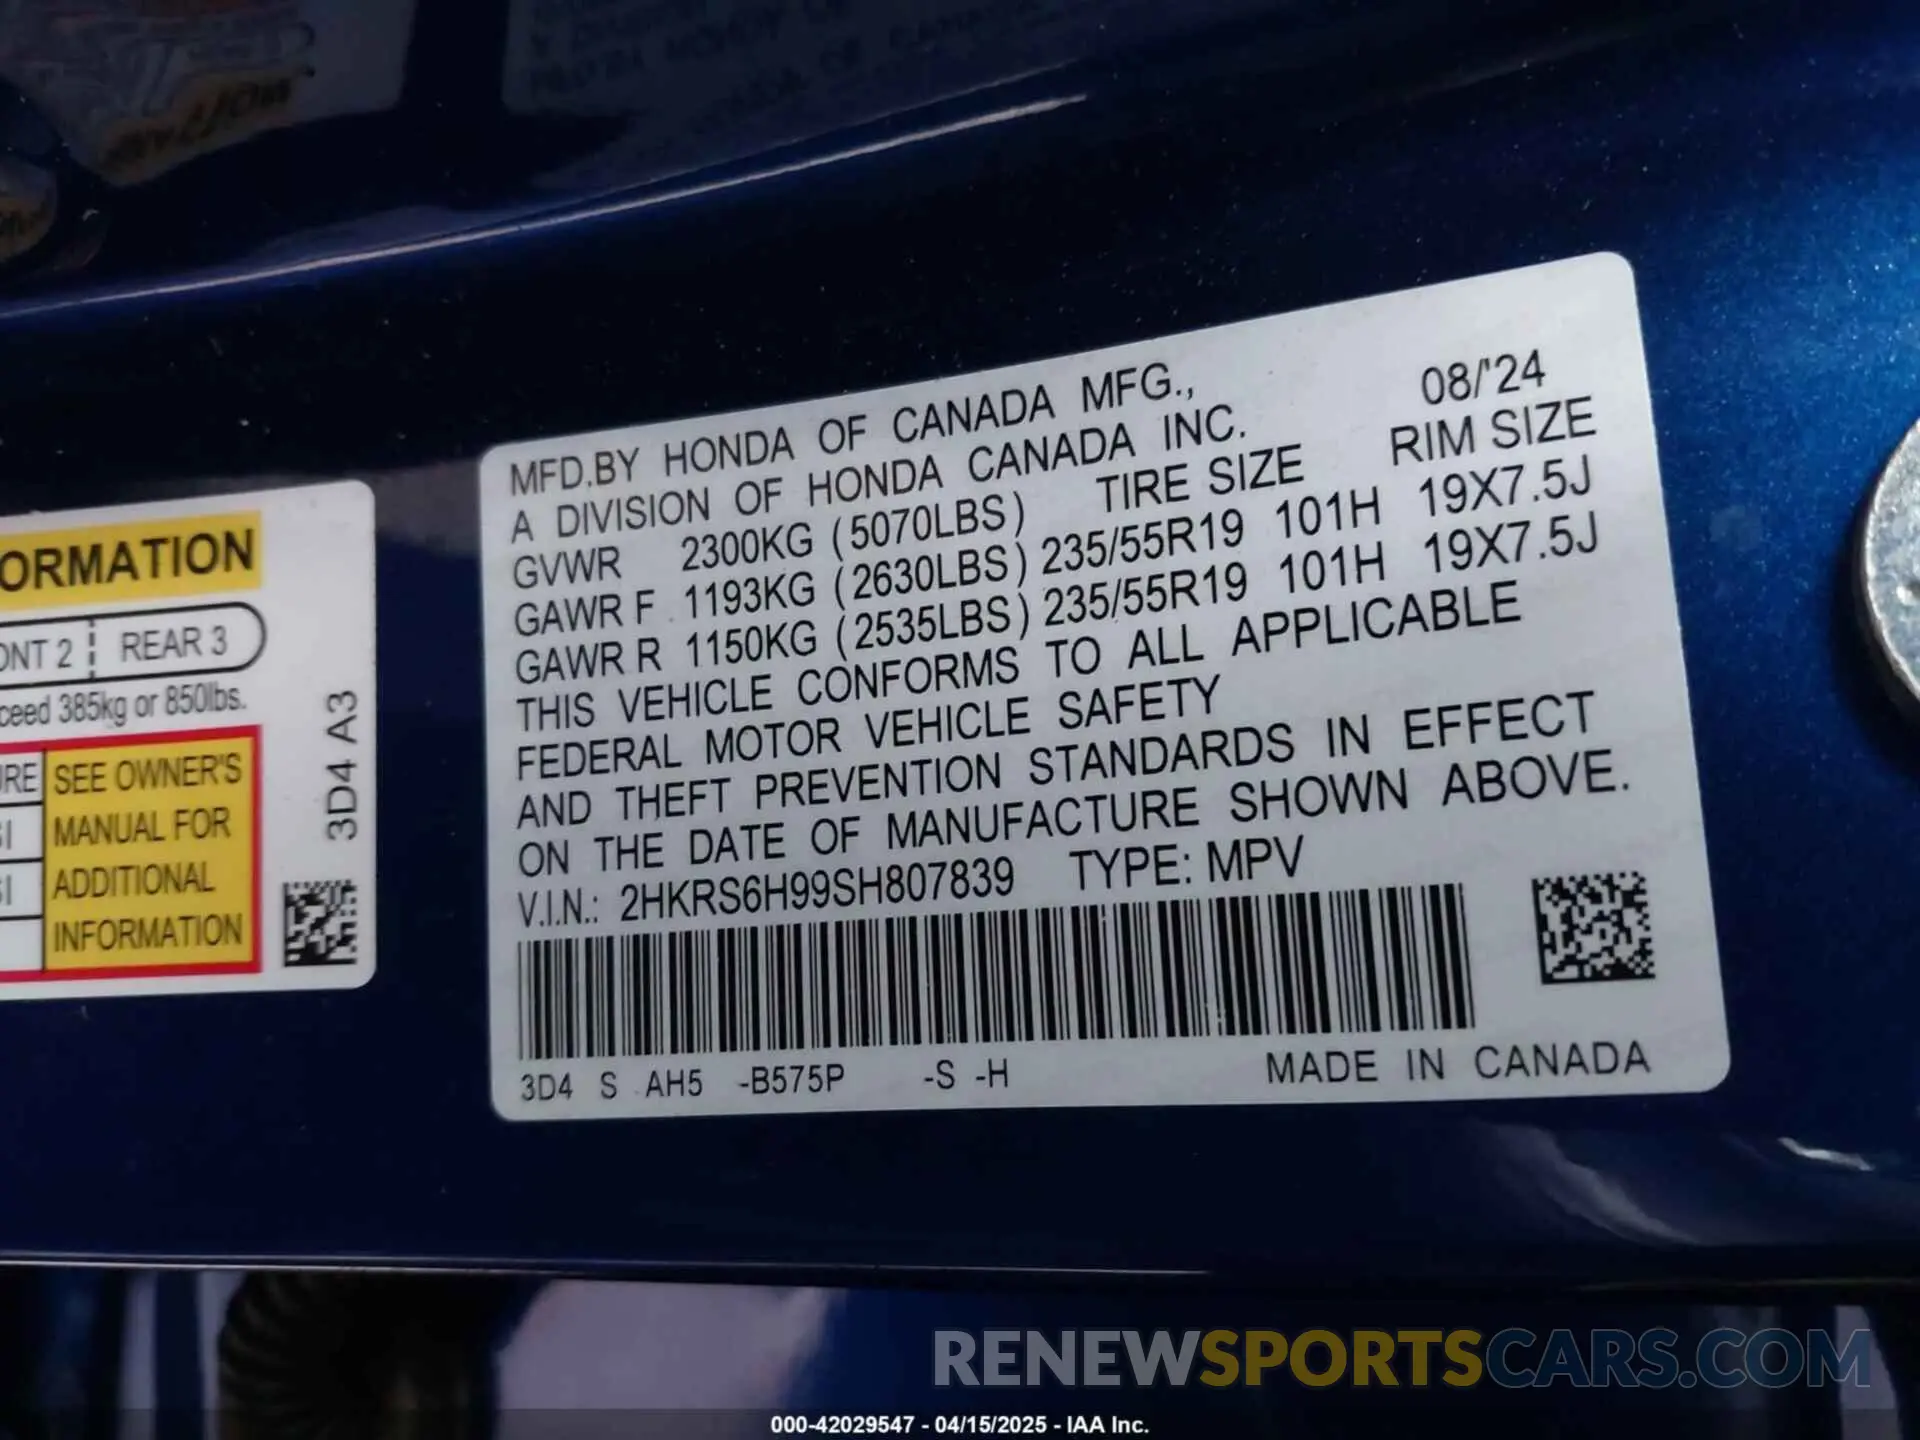 ORMATION
ONT 2 REAR 3
ceed 385kg or 850lbs.
SEE OWNER'S
MANUAL FOR
ADDITIONAL
INFORMATION
3D4 A3
MFD.BY HONDA OF CANADA MFG., 08/'24
A DIVISION OF HONDA CANADA INC.
TIRE SIZE RIM SIZE
GVWR 2300KG (5070LBS)
GAWR F 1193KG (2630LBS) 235/55R19 101H 19X7.5J
GAWR R 1150KG (2535LBS) 235/55R19 101H 19X7.5J
THIS VEHICLE CONFORMS TO ALL APPLICABLE
FEDERAL MOTOR VEHICLE SAFETY
AND THEFT PREVENTION STANDARDS IN EFFECT
ON THE DATE OF MANUFACTURE SHOWN ABOVE.
V.I.N.: 2HKRS6H99SH807839 TYPE: MPV
3D4 S AH5 -B575P -S -H MADE IN CANADA
RENEWSPORTSCARS.COM
000-42029547 - 04/15/2025 - IAA Inc.